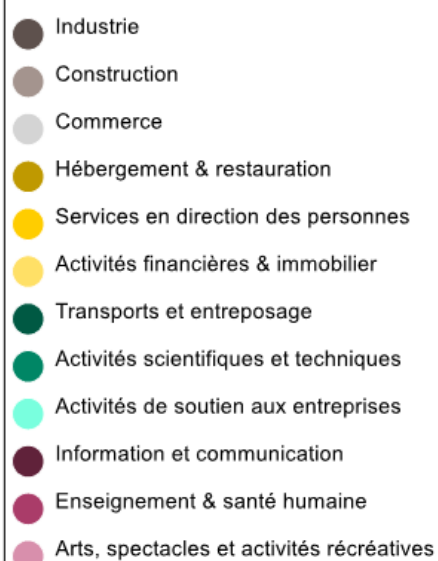 Industrie
Construction
Commerce
Hébergement & restauration
Services en direction des personnes
Activités financières & immobilier
Transports et entreposage
Activités scientifiques et techniques
Activités de soutien aux entreprises
Information et communication
Enseignement & santé humaine
Arts, spectacles et activités récréatives